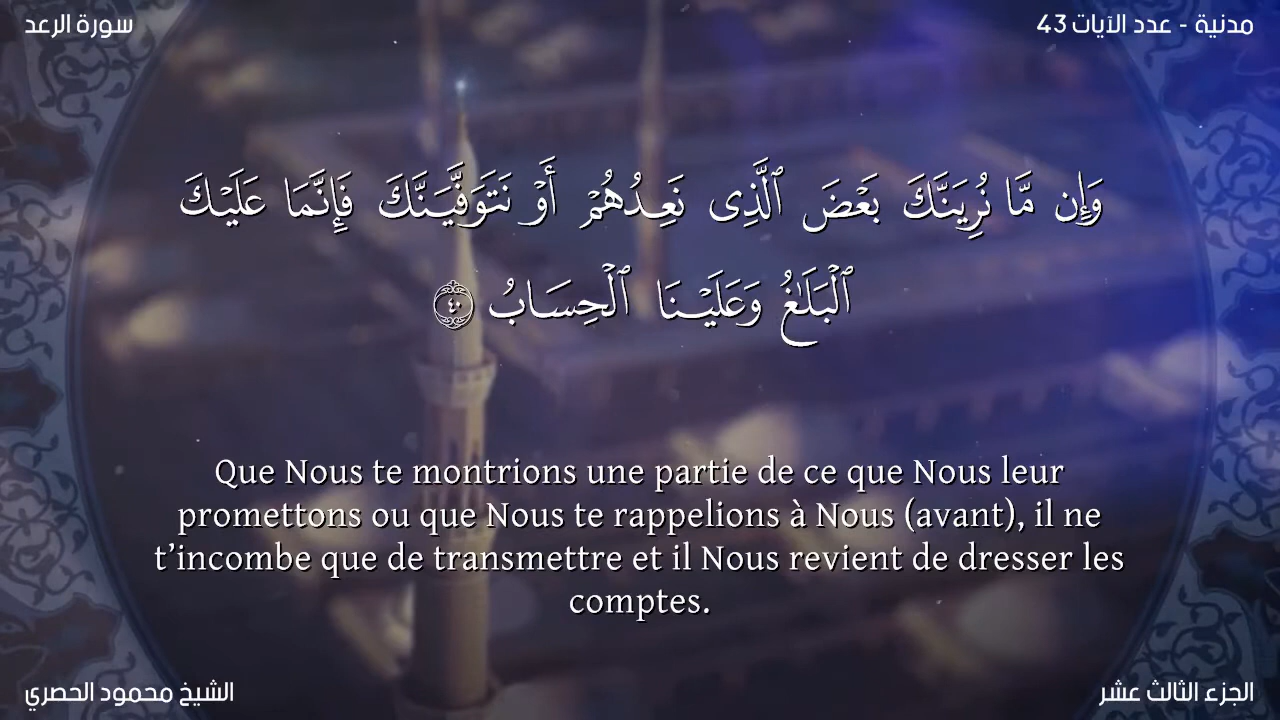 سورة الرعد
مدنية - عدد الآيات 43
وَإِن مَّا نُرِيَنَّكَ بَعْضَ ٱلَّذِى نَعِدُهُمْ أَوْ نَتَوَفَّيَنَّكَ فَإِنَّمَا عَلَيْكَ
ٱلْبَلَٰغُ وَعَلَيْنَا ٱلْحِسَابُ ٤٠
Que Nous te montrions une partie de ce que Nous leur
promettons ou que Nous te rappelions à Nous (avant), il ne
t’incombe que de transmettre et il Nous revient de dresser les
comptes.
الشيخ محمود الحصري
الجزء الثالث عشر